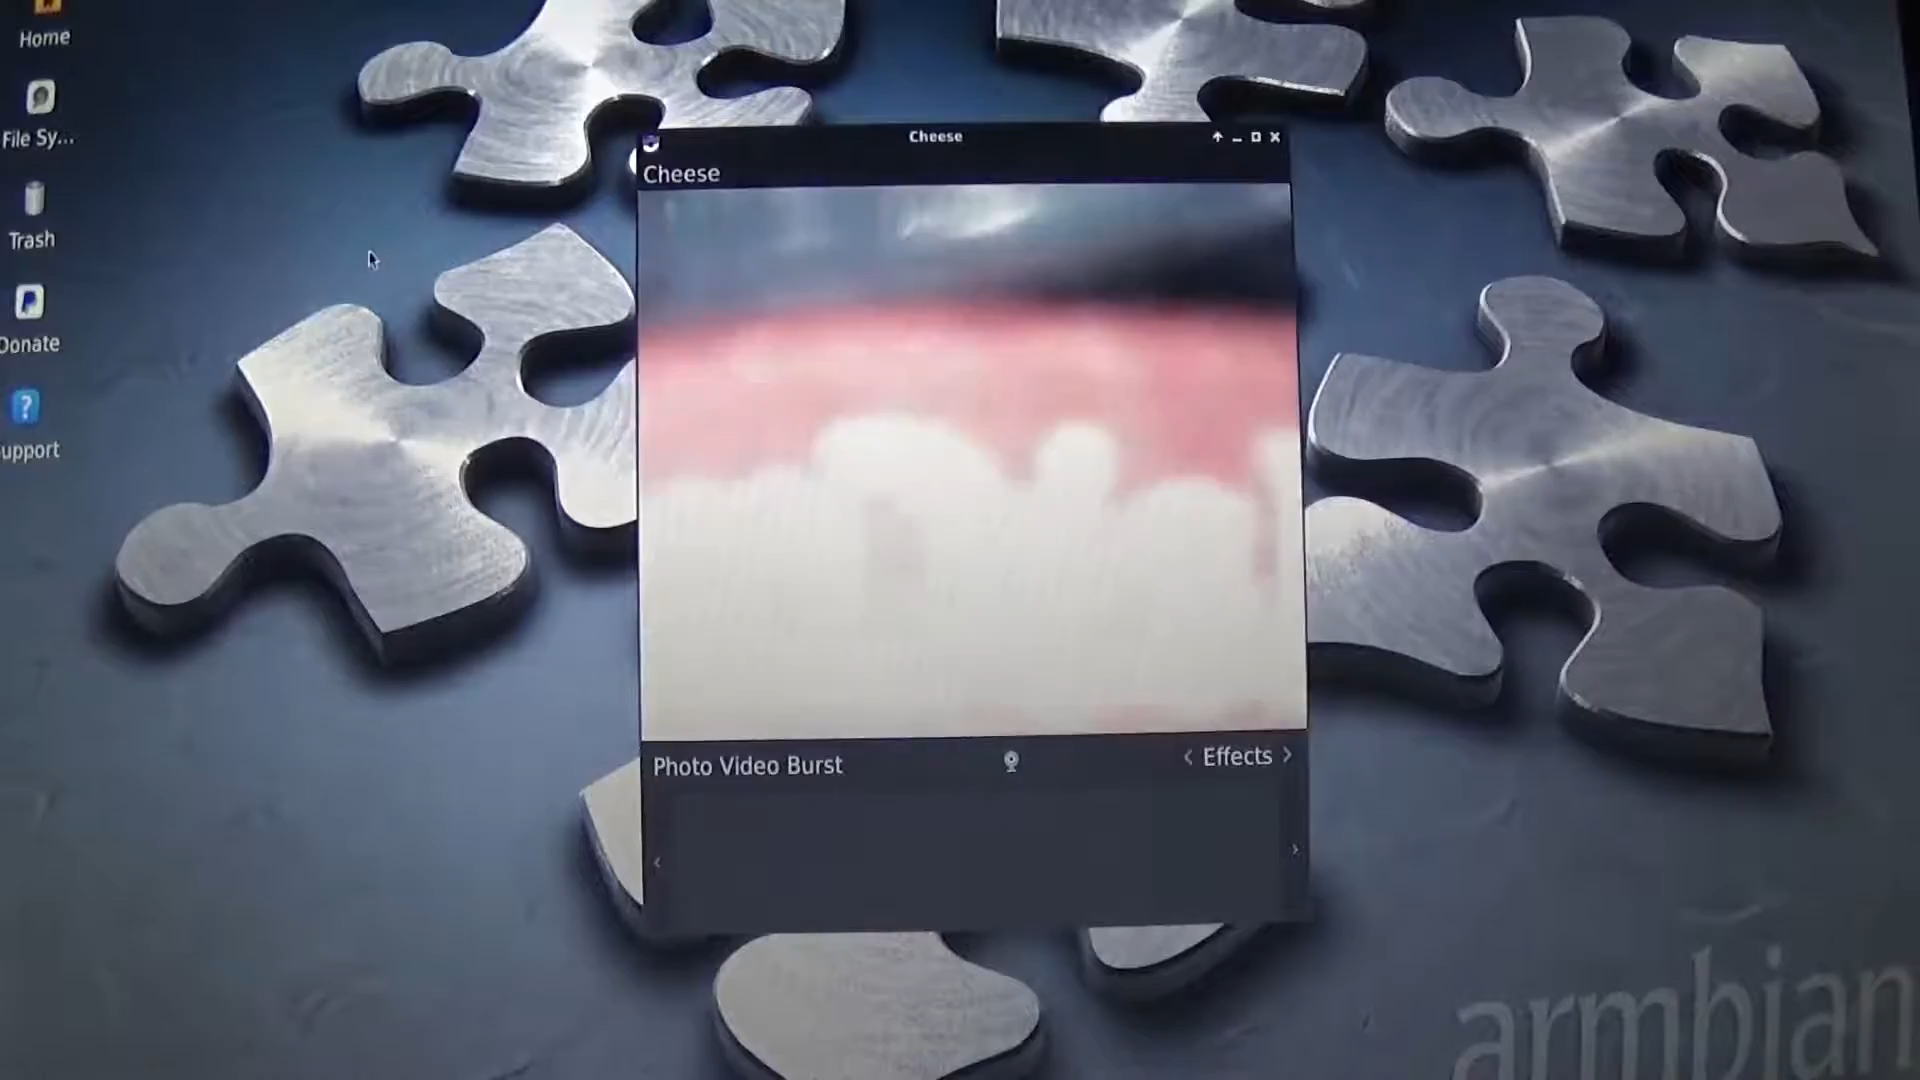 Home
File Sy...
Trash
Donate
upport
Cheese
Cheese
Photo Video Burst
< Effects >
armbian